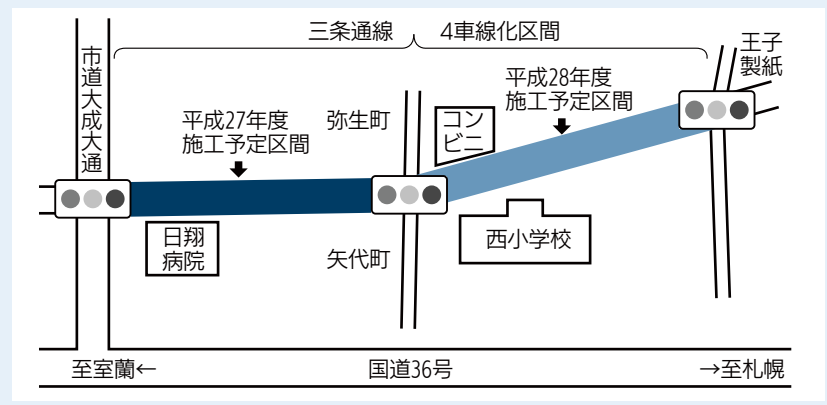 三条通線 4車線化区間
市道大成大通
王子
製紙
平成28年度
施工予定区間
平成27年度
施工予定区間
弥生町
コン
ビニ
日翔
病院
矢代町
西小学校
至室蘭←
国道36号
→至札幌